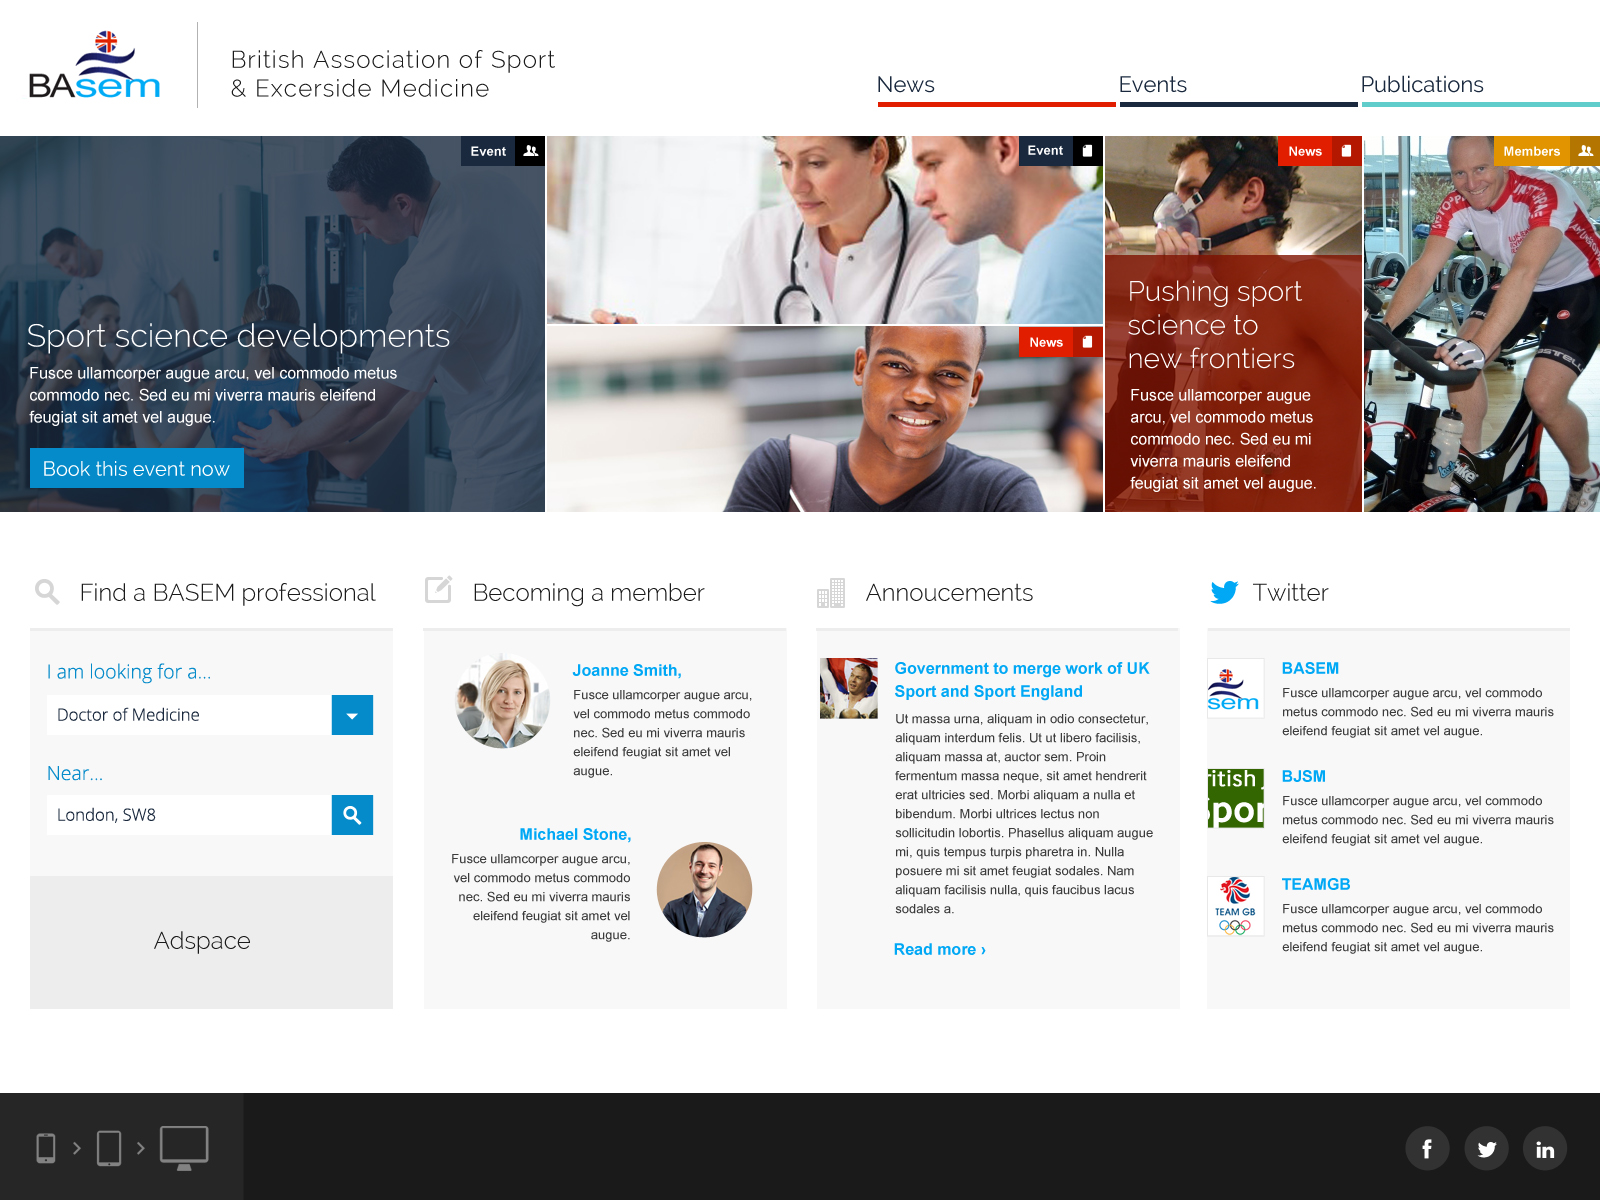 BAsem
British Association of Sport
& Excerside Medicine
News
Events
Publications
Event
Sport science developments
Fusce ullamcorper augue arcu, vel commodo metus
commodo nec. Sed eu mi viverra mauris eleifend
feugiat sit amet vel augue.
Book this event now
Event
News
News
Pushing sport
science to
new frontiers
Fusce ullamcorper augue
arcu, vel commodo metus
commodo nec. Sed eu mi
viverra mauris eleifend
feugiat sit amet vel augue.
Members
Find a BASEM professional
I am looking for a...
Doctor of Medicine
Near...
London, SW8
Adspace
Becoming a member
Joanne Smith,
Fusce ullamcorper augue arcu,
vel commodo metus commodo
nec. Sed eu mi viverra mauris
eleifend feugiat sit amet vel
augue.
Michael Stone,
Fusce ullamcorper augue arcu,
vel commodo metus commodo
nec. Sed eu mi viverra mauris
eleifend feugiat sit amet vel
augue.
Annoucements
Government to merge work of UK
Sport and Sport England
Ut massa urna, aliquam in odio consectetur,
aliquam interdum felis. Ut ut libero facilisis,
aliquam massa at, auctor sem. Proin
fermentum massa neque, sit amet hendrerit
erat ultricies sed. Morbi aliquam a nulla et
bibendum. Morbi ultrices lectus non
sollicitudin lobortis. Phasellus aliquam augue
mi, quis tempus turpis pharetra in. Nulla
posuere mi sit amet feugiat sodales. Nam
aliquam facilisis nulla, quis faucibus lacus
sodales a.
Read more ›
Twitter
sem
BASEM
Fusce ullamcorper augue arcu, vel commodo
metus commodo nec. Sed eu mi viverra mauris
eleifend feugiat sit amet vel augue.
ritish J
Spor
BJSM
Fusce ullamcorper augue arcu, vel commodo
metus commodo nec. Sed eu mi viverra mauris
eleifend feugiat sit amet vel augue.
TEAM GB
TEAMGB
Fusce ullamcorper augue arcu, vel commodo
metus commodo nec. Sed eu mi viverra mauris
eleifend feugiat sit amet vel augue.